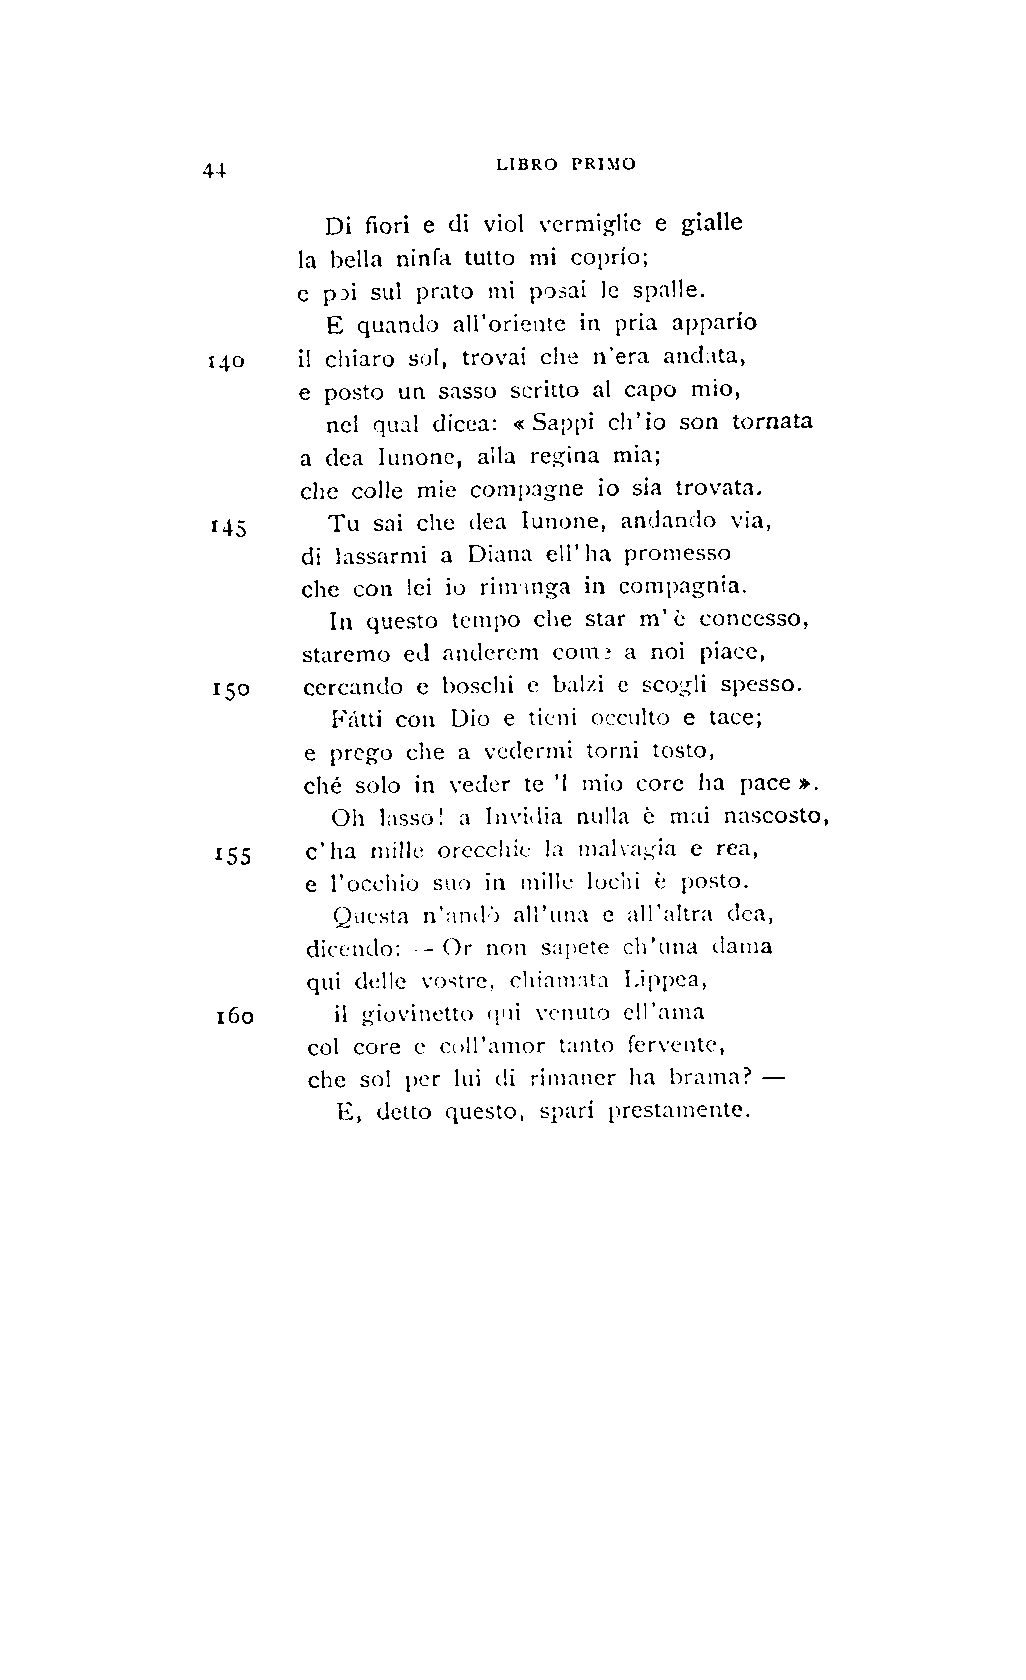 44 LIBRO PRIMO
Di fiori e di viol vermiglie e gialle
la bella ninfa tutto mi coprío;
e poi sul prato mi posai le spalle.
E quando all'oriente in pria apparío
140 il chiaro sol, trovai che n'era andata,
e posto un sasso scritto al capo mio,
nel qual dicea: « Sappi ch'io son tornata
a dea Iunone, alla regina mia;
che colle mie compagne io sia trovata.
145 Tu sai che dea Iunone, andando via,
di lassarmi a Diana ell'ha promesso
che con lei io rimanga in compagnia.
In questo tempo che star m'è concesso,
staremo ed anderem come a noi piace,
150 cercando e boschi e balzi e scogli spesso.
Fátti con Dio e tieni occulto e tace;
e prego che a vedermi torni tosto,
ché solo in veder te 'l mio core ha pace ».
Oh lasso! a Invidia nulla è mai nascosto,
155 c'ha mille orecchie la malvagia e rea,
e l'occhio suo in mille lochi è posto.
Questa n'andò all'una e all'altra dea,
dicendo: — Or non sapete ch'una dama
qui delle vostre, chiamata Lippea,
160 il giovinetto qui venuto ell'ama
col core e coll'amor tanto fervente,
che sol per lui di rimaner ha brama? —
E, detto questo, sparí prestamente.